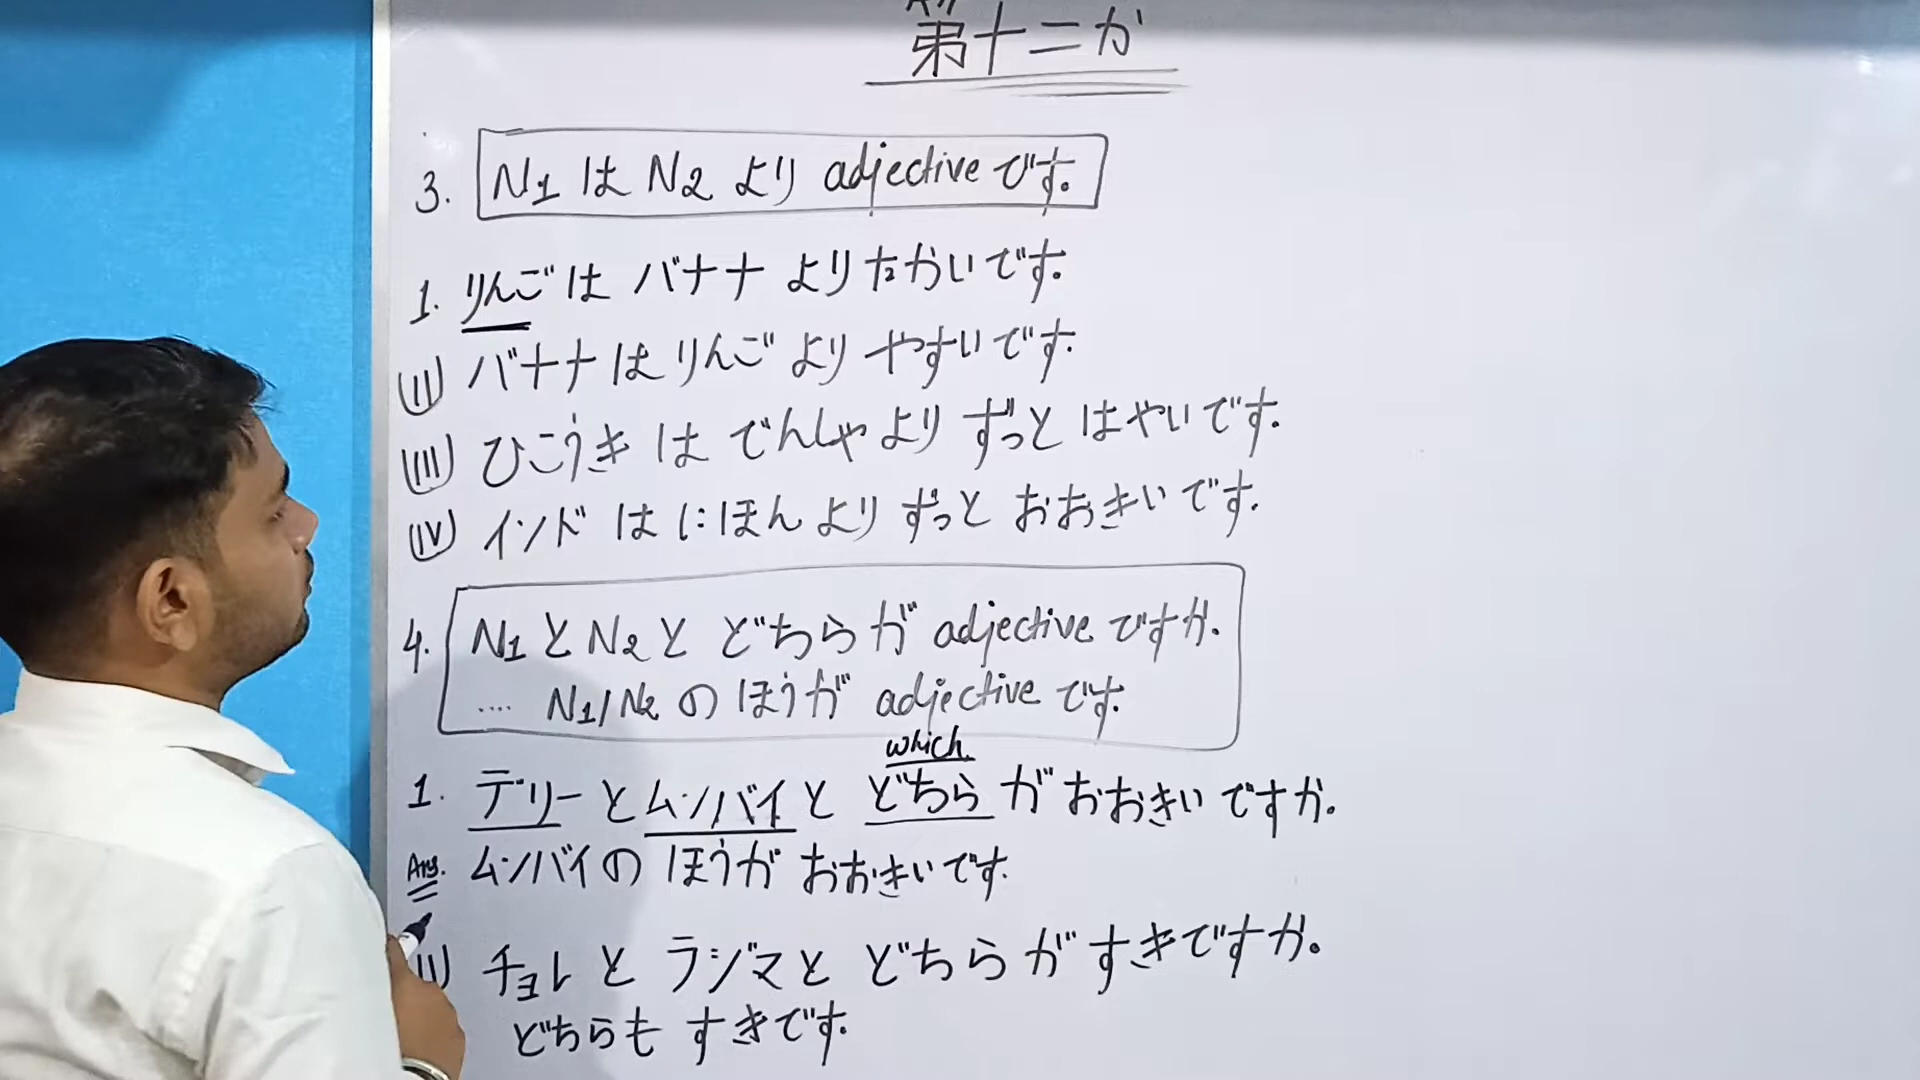 第十二か
3. N1 は N2 より adjective です。
1. りんごは バナナ よりたかいです。
(II) バナナ は りんご より やすいです。
(III) ひこうき は でんしゃ より ずっと はやいです。
(IV) インド は にほん より ずっと おおきいです。
4. N1 と N2 と どちら が adjective ですか。
.... N1/N2 の ほうが adjective です。
which
1. デリー と ムンバイ と どちら が おおきい ですか。
Ans. ムンバイの ほうが おおきいです。
II) チョレ と ラジマ と どちら が すきですか。
どちらも すきです。